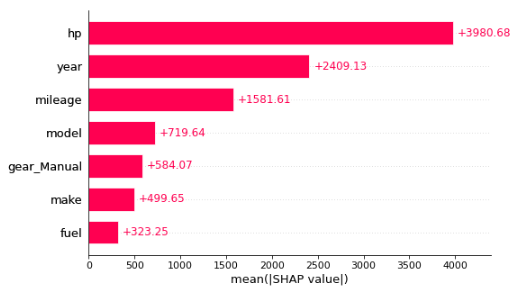 hp +3980.68
year +2409.13
mileage +1581.61
model +719.64
gear_Manual +584.07
make +499.65
fuel +323.25
0 500 1000 1500 2000 2500 3000 3500 4000
mean(|SHAP value|)